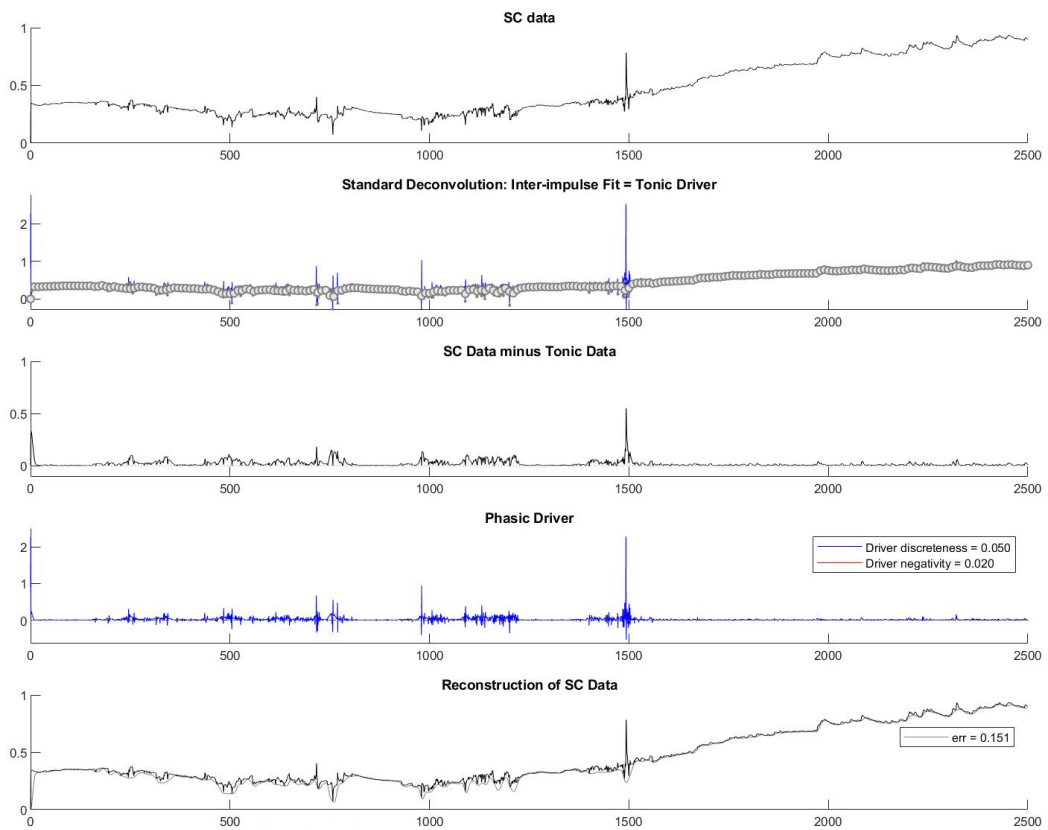 SC data
1
0.5
0
0 500 1000 1500 2000 2500
Standard Deconvolution: Inter-impulse Fit = Tonic Driver
2
1
0
0 500 1000 1500 2000 2500
SC Data minus Tonic Data
1
0.5
0
0 500 1000 1500 2000 2500
Phasic Driver
2
1
0
Driver discreteness = 0.050
Driver negativity = 0.020
0 500 1000 1500 2000 2500
Reconstruction of SC Data
1
0.5
0
err = 0.151
0 500 1000 1500 2000 2500